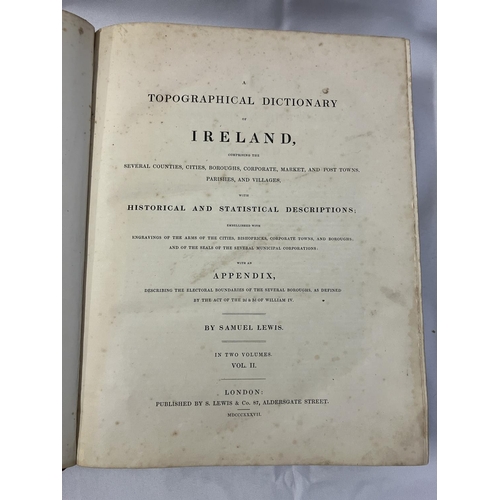 A
TOPOGRAPHICAL DICTIONARY
OF
IRELAND,
COMPRISING THE
SEVERAL COUNTIES, CITIES, BOROUGHS, CORPORATE, MARKET, AND POST TOWNS.
PARISHES, AND VILLAGES,
WITH
HISTORICAL AND STATISTICAL DESCRIPTIONS;
EMBELLISHED WITH
ENGRAVINGS OF THE ARMS OF THE CITIES, BISHOPRICS, CORPORATE TOWNS, AND BOROUGHS;
AND OF THE SEALS OF THE SEVERAL MUNICIPAL CORPORATIONS:
WITH AN
APPENDIX,
DESCRIBING THE ELECTORAL BOUNDARIES OF THE SEVERAL BOROUGHS, AS DEFINED
BY THE ACT OF THE 2d & 3d OF WILLIAM IV.
BY SAMUEL LEWIS.
IN TWO VOLUMES.
VOL. II.
LONDON:
PUBLISHED BY S. LEWIS & Co. 87, ALDERSGATE STREET.
MDCCCXXXVII.